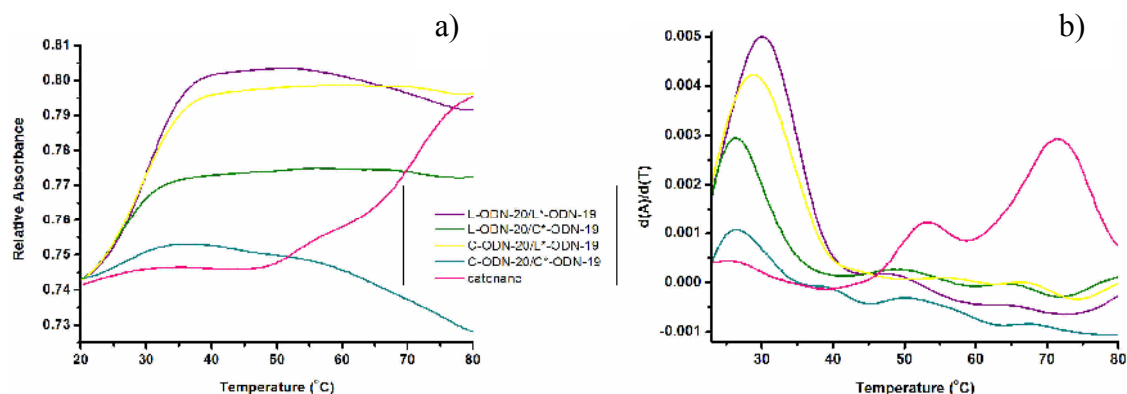 a)
0.81
0.80
0.79
0.78
0.77
0.76
0.75
0.74
0.73
Relative Absorbance
20 30 40 50 60 70 80
Temperature (°C)
L-ODN-20/L*-ODN-19
L-ODN-20/C*-ODN-19
C-ODN-20/L*-ODN-19
C-ODN-20/C*-ODN-19
catenane
b)
0.005
0.004
0.003
0.002
0.001
0.000
-0.001
d(A)/d(T)
30 40 50 60 70 80
Temperature (°C)